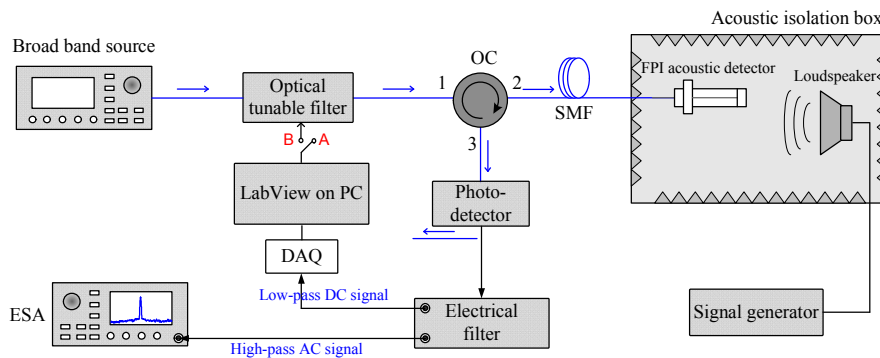 Acoustic isolation box
Broad band source
Optical
tunable filter
OC
1
2
3
SMF
FPI acoustic detector
Loudspeaker
B
A
LabView on PC
Photo-
detector
DAQ
ESA
Low-pass DC signal
Electrical
filter
High-pass AC signal
Signal generator